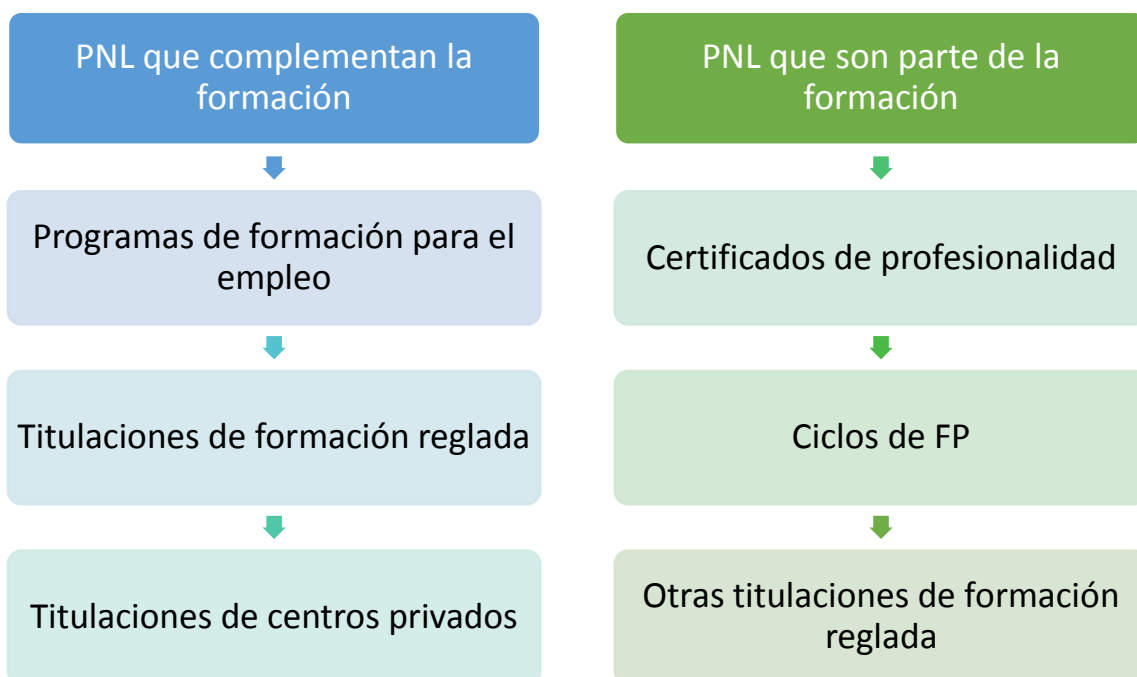 PNL que complementan la
formación
Programas de formación para el
empleo
Titulaciones de formación reglada
Titulaciones de centros privados
PNL que son parte de la
formación
Certificados de profesionalidad
Ciclos de FP
Otras titulaciones de formación
reglada